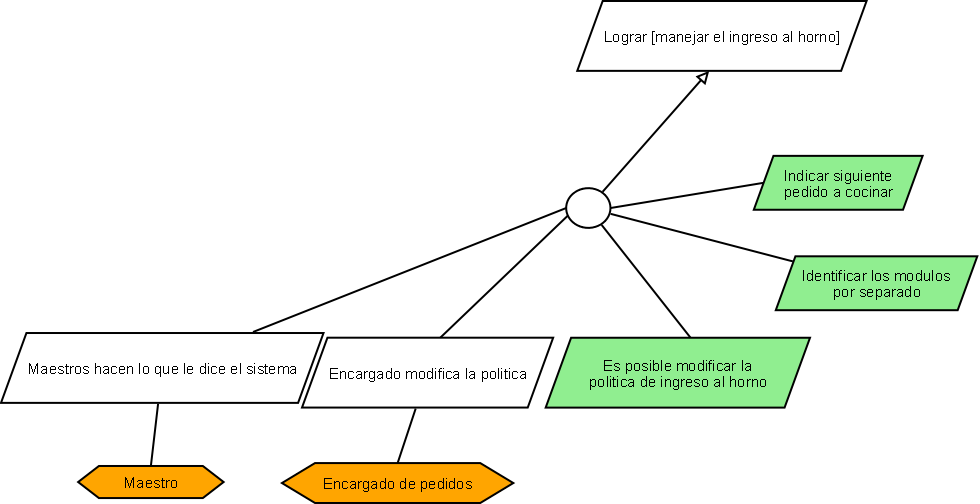 Lograr [manejar el ingreso al horno]
Indicar siguiente
pedido a cocinar
Identificar los modulos
por separado
Maestros hacen lo que le dice el sistema
Encargado modifica la politica
Es posible modificar la
politica de ingreso al horno
Maestro
Encargado de pedidos